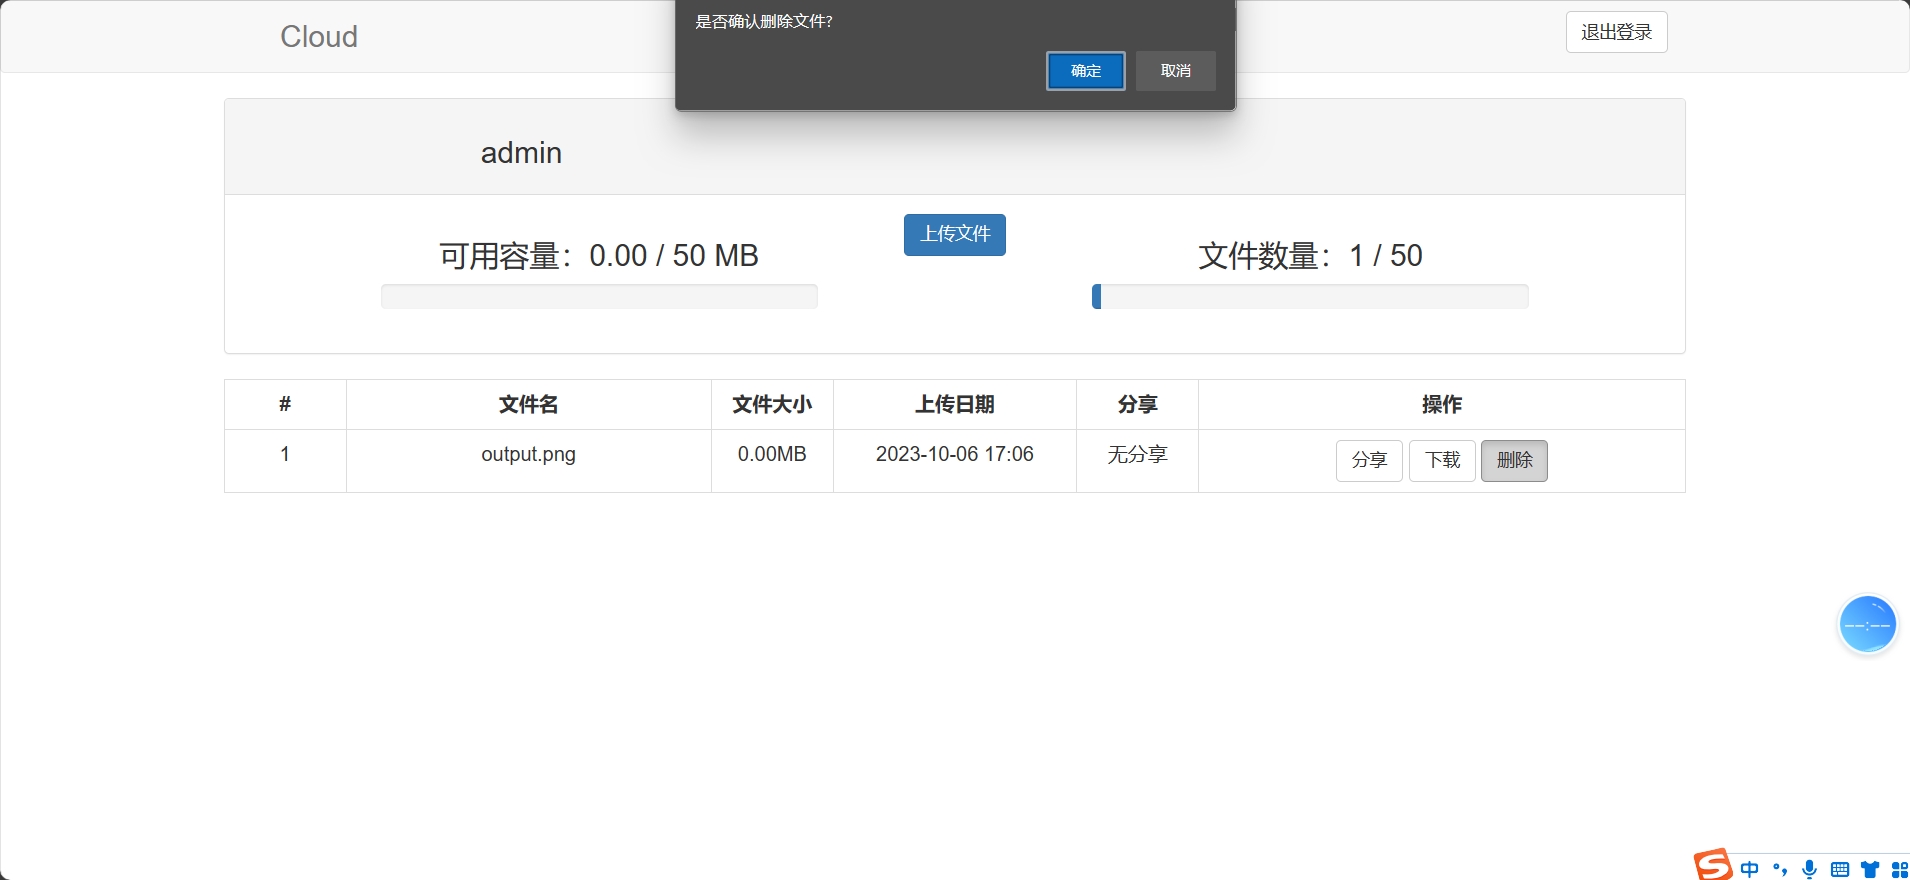 是否确认删除文件?
确定 取消
Cloud 退出登录
admin
上传文件
可用容量：0.00 / 50 MB 文件数量：1 / 50
# 文件名 文件大小 上传日期 分享 操作
1 output.png 0.00MB 2023-10-06 17:06 无分享 分享 下载 删除
--:--
S 中 °,